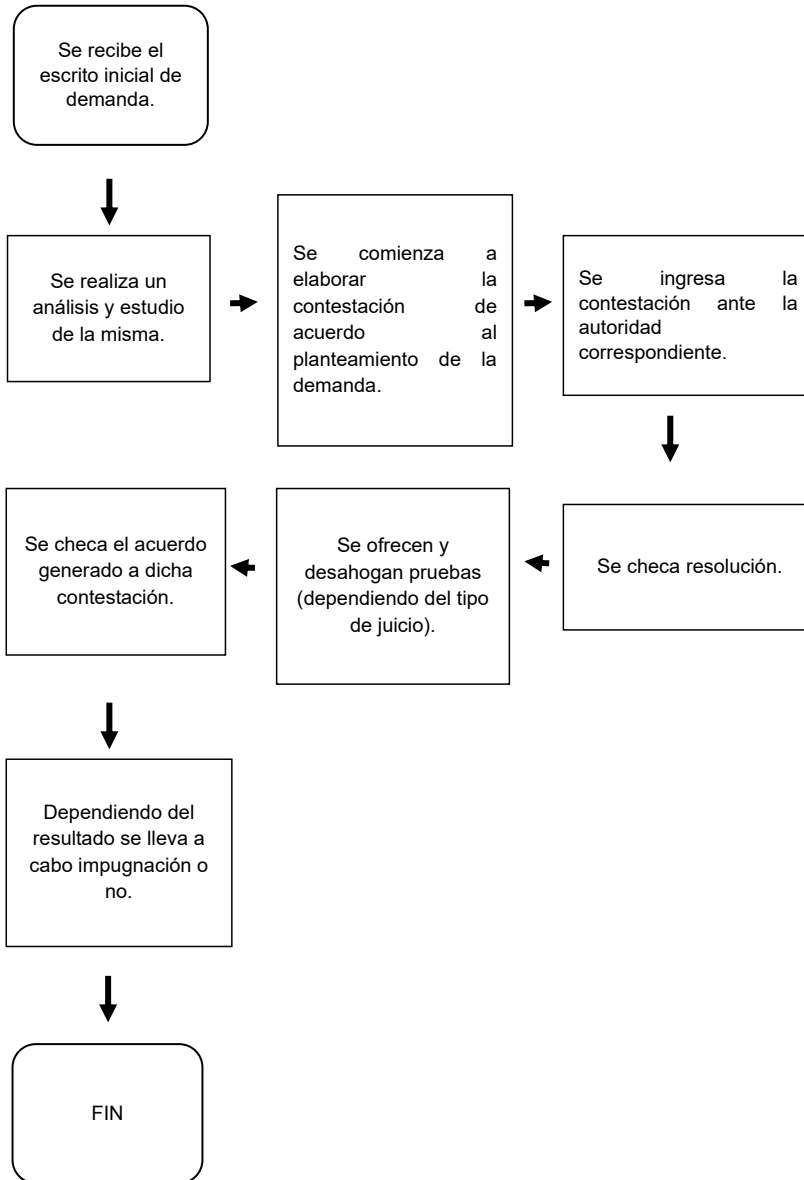 Se recibe el
escrito inicial de
demanda.
Se realiza un
análisis y estudio
de la misma.
Se comienza a
elaborar la
contestación de
acuerdo al
planteamiento de la
demanda.
Se ingresa la
contestación ante la
autoridad
correspondiente.
Se checa resolución.
Se ofrecen y
desahogan pruebas
(dependiendo del tipo
de juicio).
Se checa el acuerdo
generado a dicha
contestación.
Dependiendo del
resultado se lleva a
cabo impugnación o
no.
FIN